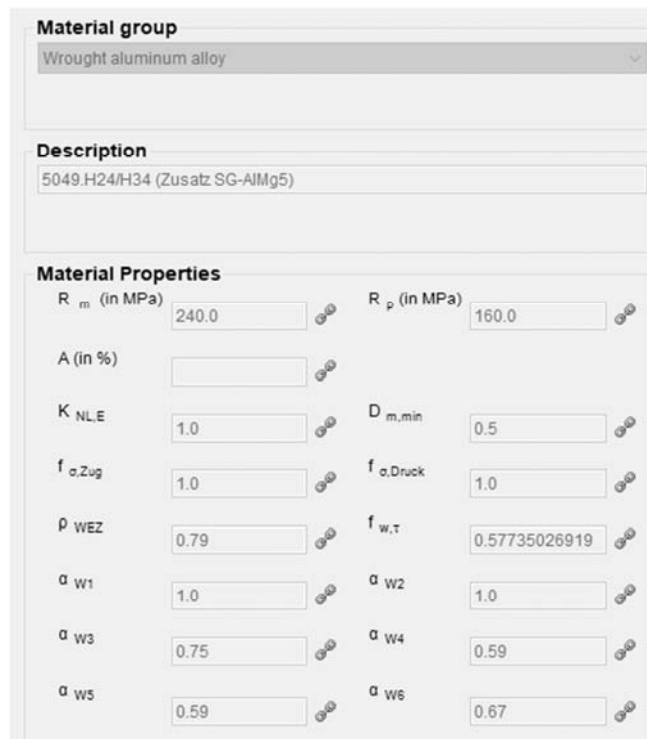 Material group
Wrought aluminum alloy
Description
5049.H24/H34 (Zusatz SG-AlMg5)
Material Properties
R m (in MPa) 240.0 R p (in MPa) 160.0
A (in %)
K NL,E 1.0 D m,min 0.5
f σ,Zug 1.0 f σ,Druck 1.0
ρ WEZ 0.79 f w,τ 0.57735026919
α W1 1.0 α W2 1.0
α W3 0.75 α W4 0.59
α W5 0.59 α W6 0.67